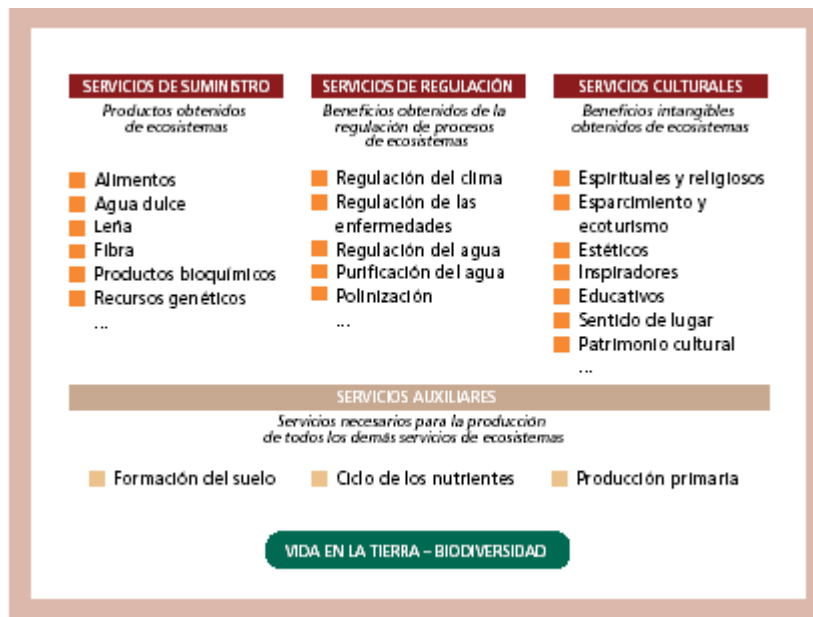 SERVICIOS DE SUMINISTRO
Productos obtenidos
de ecosistemas
Alimentos
Agua dulce
Leña
Fibra
Productos bioquímicos
Recursos genéticos
...
SERVICIOS DE REGULACIÓN
Beneficios obtenidos de la
regulación de procesos
de ecosistemas
Regulación del clima
Regulación de las
enfermedades
Regulación del agua
Purificación del agua
Polinización
...
SERVICIOS CULTURALES
Beneficios intangibles
obtenidos de ecosistemas
Espirituales y religiosos
Esparcimiento y
ecoturismo
Estéticos
Inspiradores
Educativos
Sentido de lugar
Patrimonio cultural
...
SERVICIOS AUXILIARES
Servicios necesarios para la producción
de todos los demás servicios de ecosistemas
Formación del suelo
Ciclo de los nutrientes
Producción primaria
VIDA EN LA TIERRA – BIODIVERSIDAD